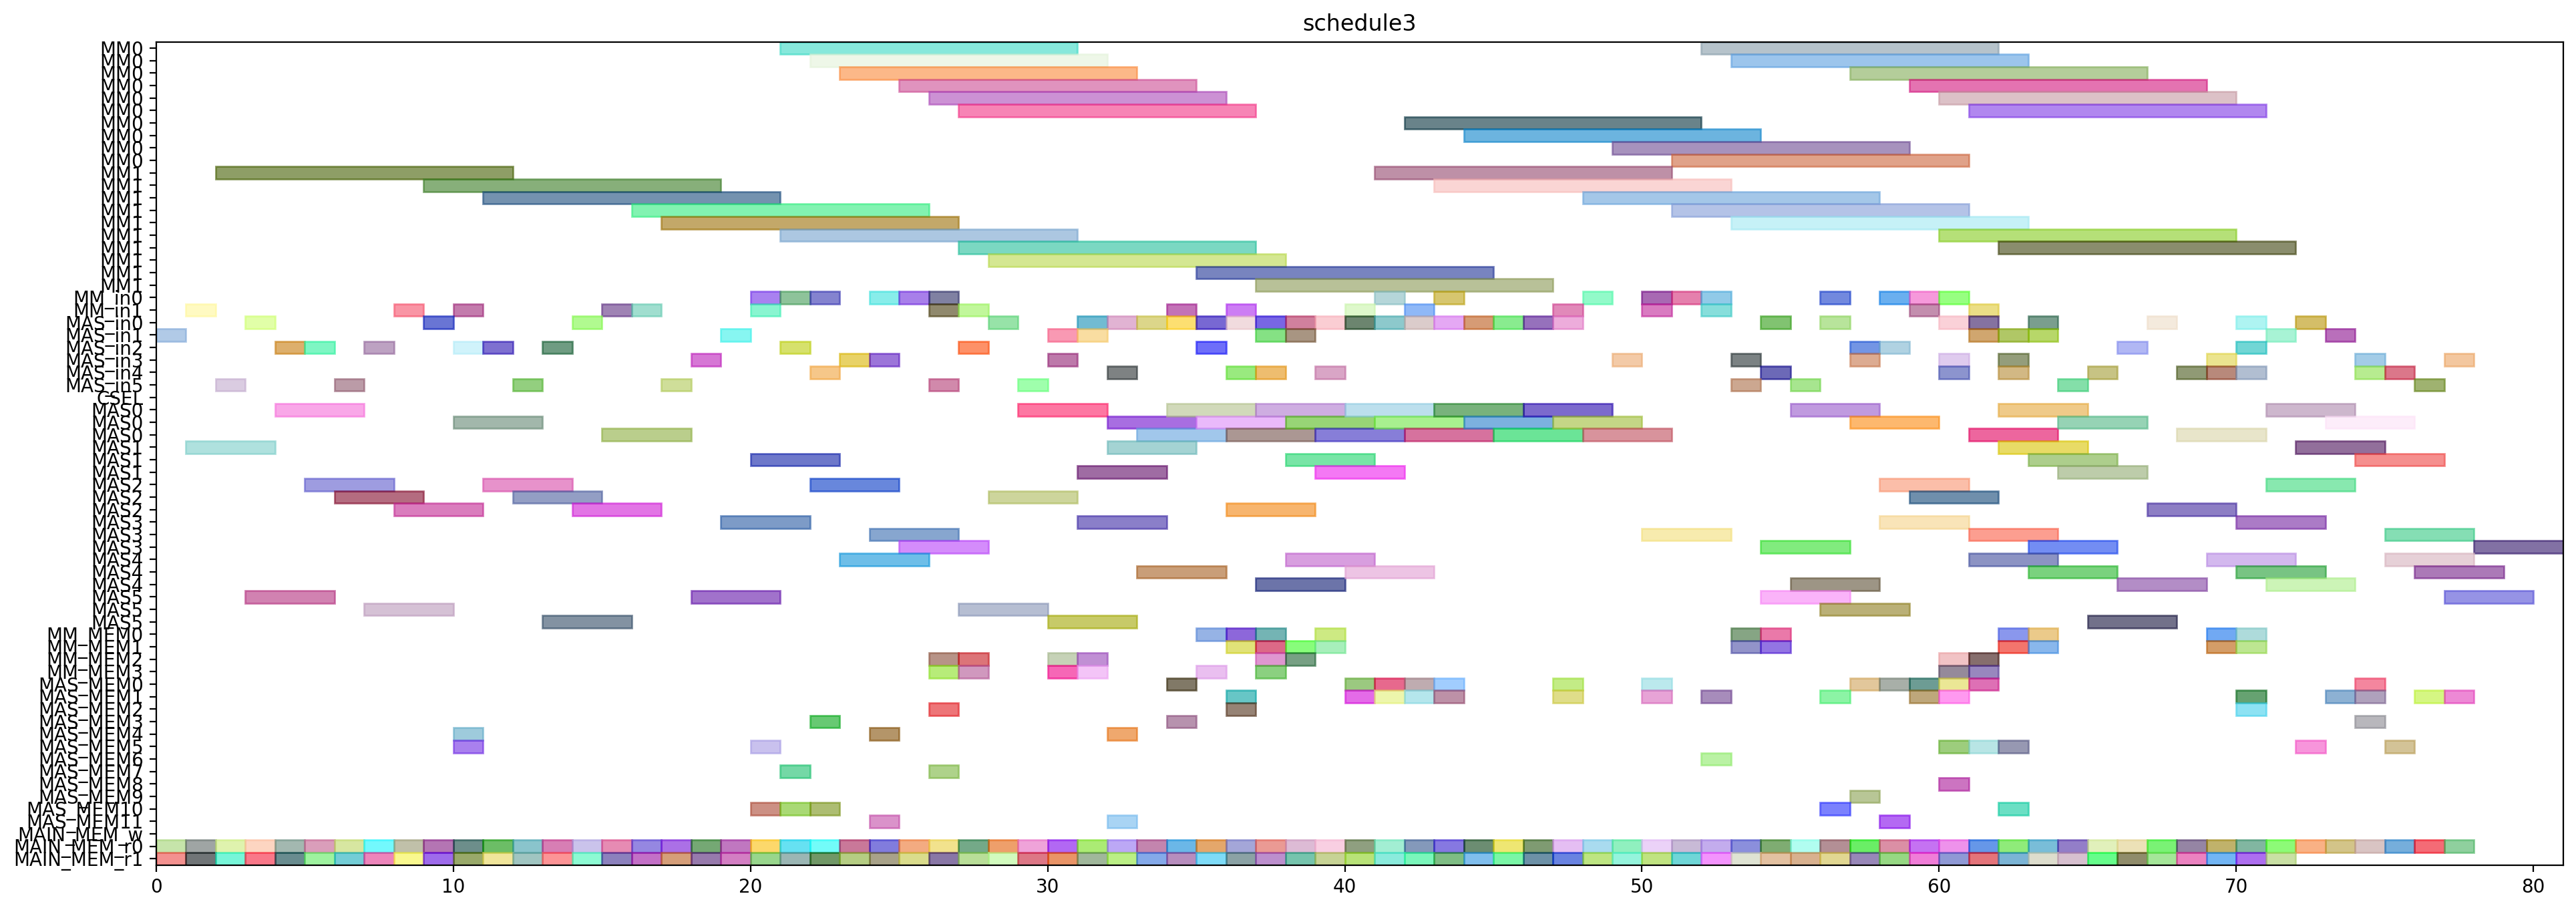 schedule3
MM0
MM0
MM0
MM0
MM0
MM0
MM0
MM0
MM0
MM0
MM1
MM1
MM1
MM1
MM1
MM1
MM1
MM1
MM1
MM1
MM_in0
MM_in1
MAS_in0
MAS_in1
MAS_in2
MAS_in3
MAS_in4
MAS_in5
CSEL
MAS0
MAS0
MAS0
MAS1
MAS1
MAS1
MAS2
MAS2
MAS2
MAS3
MAS3
MAS3
MAS4
MAS4
MAS4
MAS5
MAS5
MAS5
MM_MEM0
MM_MEM1
MM_MEM2
MM_MEM3
MAS_MEM0
MAS_MEM1
MAS_MEM2
MAS_MEM3
MAS_MEM4
MAS_MEM5
MAS_MEM6
MAS_MEM7
MAS_MEM8
MAS_MEM9
MAS_MEM10
MAS_MEM11
MAIN_MEM_w
MAIN_MEM_r0
MAIN_MEM_r1
0 10 20 30 40 50 60 70 80